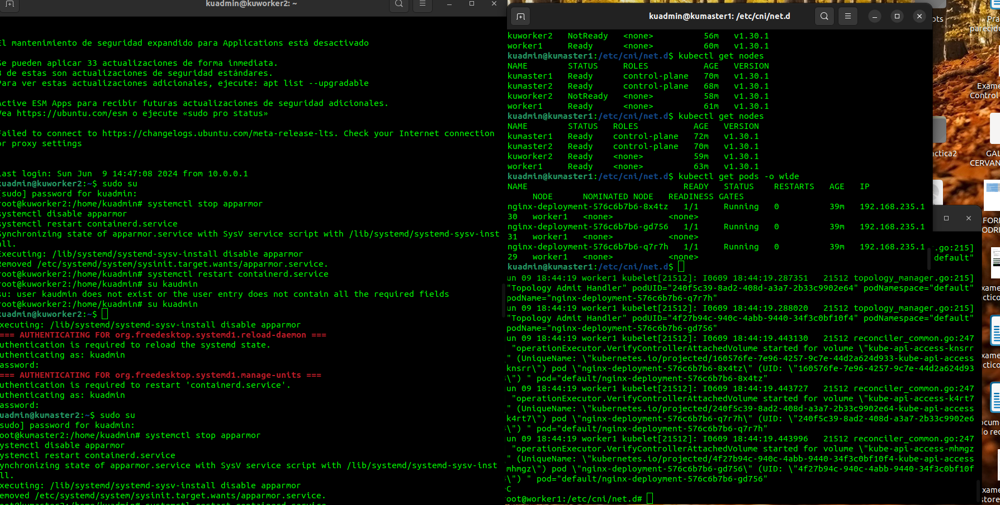 kuadmin@kuworker2: ~
El mantenimiento de seguridad expandido para Applications está desactivado
Se pueden aplicar 33 actualizaciones de forma inmediata.
3 de estas son actualizaciones de seguridad estándares.
Para ver estas actualizaciones adicionales, ejecute: apt list --upgradable
Active ESM Apps para recibir futuras actualizaciones de seguridad adicionales.
Vea https://ubuntu.com/esm o ejecute «sudo pro status»
Failed to connect to https://changelogs.ubuntu.com/meta-release-lts. Check your Internet connection
or proxy settings
Last login: Sun Jun  9 14:47:08 2024 from 10.0.0.1
kuadmin@kuworker2:~$ sudo su
[sudo] password for kuadmin:
root@kuworker2:/home/kuadmin# systemctl stop apparmor
systemctl disable apparmor
systemctl restart containerd.service
Synchronizing state of apparmor.service with SysV service script with /lib/systemd/systemd-sysv-inst
all.
Executing: /lib/systemd/systemd-sysv-install disable apparmor
Removed /etc/systemd/system/sysinit.target.wants/apparmor.service.
root@kuworker2:/home/kuadmin# systemctl restart containerd.service
root@kuworker2:/home/kuadmin# su kaudmin
su: user kaudmin does not exist or the user entry does not contain all the required fields
root@kuworker2:/home/kuadmin# su kuadmin
kuadmin@kuworker2:~$
xecuting: /lib/systemd/systemd-sysv-install disable apparmor
=== AUTHENTICATING FOR org.freedesktop.systemd1.reload-daemon ===
uthentication is required to reload the systemd state.
uthenticating as: kuadmin
assword:
=== AUTHENTICATING FOR org.freedesktop.systemd1.manage-units ===
uthentication is required to restart 'containerd.service'.
uthenticating as: kuadmin
assword:
uadmin@kumaster2:~$ sudo su
sudo] password for kuadmin:
oot@kumaster2:/home/kuadmin# systemctl stop apparmor
ystemctl disable apparmor
ystemctl restart containerd.service
ynchronizing state of apparmor.service with SysV service script with /lib/systemd/systemd-sysv-inst
ll.
xecuting: /lib/systemd/systemd-sysv-install disable apparmor
emoved /etc/systemd/system/sysinit.target.wants/apparmor.service.
oot@kumaster2:/home/kuadmin# systemctl restart containerd.service
kuadmin@kumaster1: /etc/cni/net.d
kuworker2   NotReady   <none>          56m   v1.30.1
worker1     Ready      <none>          60m   v1.30.1
kuadmin@kumaster1:/etc/cni/net.d$ kubectl get nodes
NAME        STATUS     ROLES           AGE   VERSION
kumaster1   Ready      control-plane   70m   v1.30.1
kumaster2   Ready      control-plane   68m   v1.30.1
kuworker2   NotReady   <none>          58m   v1.30.1
worker1     Ready      <none>          61m   v1.30.1
kuadmin@kumaster1:/etc/cni/net.d$ kubectl get nodes
NAME        STATUS   ROLES           AGE   VERSION
kumaster1   Ready    control-plane   72m   v1.30.1
kumaster2   Ready    control-plane   70m   v1.30.1
kuworker2   Ready    <none>          59m   v1.30.1
worker1     Ready    <none>          63m   v1.30.1
kuadmin@kumaster1:/etc/cni/net.d$ kubectl get pods -o wide
NAME                               READY   STATUS    RESTARTS   AGE   IP
     NODE      NOMINATED NODE   READINESS GATES
nginx-deployment-576c6b7b6-8x4tz   1/1     Running   0          39m   192.168.235.1
30   worker1   <none>           <none>
nginx-deployment-576c6b7b6-gd756   1/1     Running   0          39m   192.168.235.1
31   worker1   <none>           <none>
nginx-deployment-576c6b7b6-q7r7h   1/1     Running   0          39m   192.168.235.1
29   worker1   <none>           <none>
kuadmin@kumaster1:/etc/cni/net.d$
.go:215]
default"
un 09 18:44:19 worker1 kubelet[21512]: I0609 18:44:19.287351   21512 topology_manager.go:215]
"Topology Admit Handler" podUID="240f5c39-8ad2-408d-a3a7-2b33c9902e64" podNamespace="default"
podName="nginx-deployment-576c6b7b6-q7r7h"
un 09 18:44:19 worker1 kubelet[21512]: I0609 18:44:19.288020   21512 topology_manager.go:215]
"Topology Admit Handler" podUID="4f27b94c-940c-4abb-9440-34f3c0bf10f4" podNamespace="default"
podName="nginx-deployment-576c6b7b6-gd756"
un 09 18:44:19 worker1 kubelet[21512]: I0609 18:44:19.443130   21512 reconciler_common.go:247
 "operationExecutor.VerifyControllerAttachedVolume started for volume \"kube-api-access-knsrr
" (UniqueName: \"kubernetes.io/projected/160576fe-7e96-4257-9c7e-44d2a624d933-kube-api-access
knsrr\") pod \"nginx-deployment-576c6b7b6-8x4tz\" (UID: \"160576fe-7e96-4257-9c7e-44d2a624d93
\") " pod="default/nginx-deployment-576c6b7b6-8x4tz"
un 09 18:44:19 worker1 kubelet[21512]: I0609 18:44:19.443727   21512 reconciler_common.go:247
 "operationExecutor.VerifyControllerAttachedVolume started for volume \"kube-api-access-k4rt7
" (UniqueName: \"kubernetes.io/projected/240f5c39-8ad2-408d-a3a7-2b33c9902e64-kube-api-access
k4rt7\") pod \"nginx-deployment-576c6b7b6-q7r7h\" (UID: \"240f5c39-8ad2-408d-a3a7-2b33c9902e6
\") " pod="default/nginx-deployment-576c6b7b6-q7r7h"
un 09 18:44:19 worker1 kubelet[21512]: I0609 18:44:19.443996   21512 reconciler_common.go:247
 "operationExecutor.VerifyControllerAttachedVolume started for volume \"kube-api-access-mhmgz
" (UniqueName: \"kubernetes.io/projected/4f27b94c-940c-4abb-9440-34f3c0bf10f4-kube-api-access
mhmgz\") pod \"nginx-deployment-576c6b7b6-gd756\" (UID: \"4f27b94c-940c-4abb-9440-34f3c0bf10f
\") " pod="default/nginx-deployment-576c6b7b6-gd756"
C
oot@worker1:/etc/cni/net.d#
ots
Pra
parecido
Exame
Control
actica2
GAL
CERVAN
FOR
ODRI
xame
ctico
xame
ctico
ocum
lo rec
xame
store